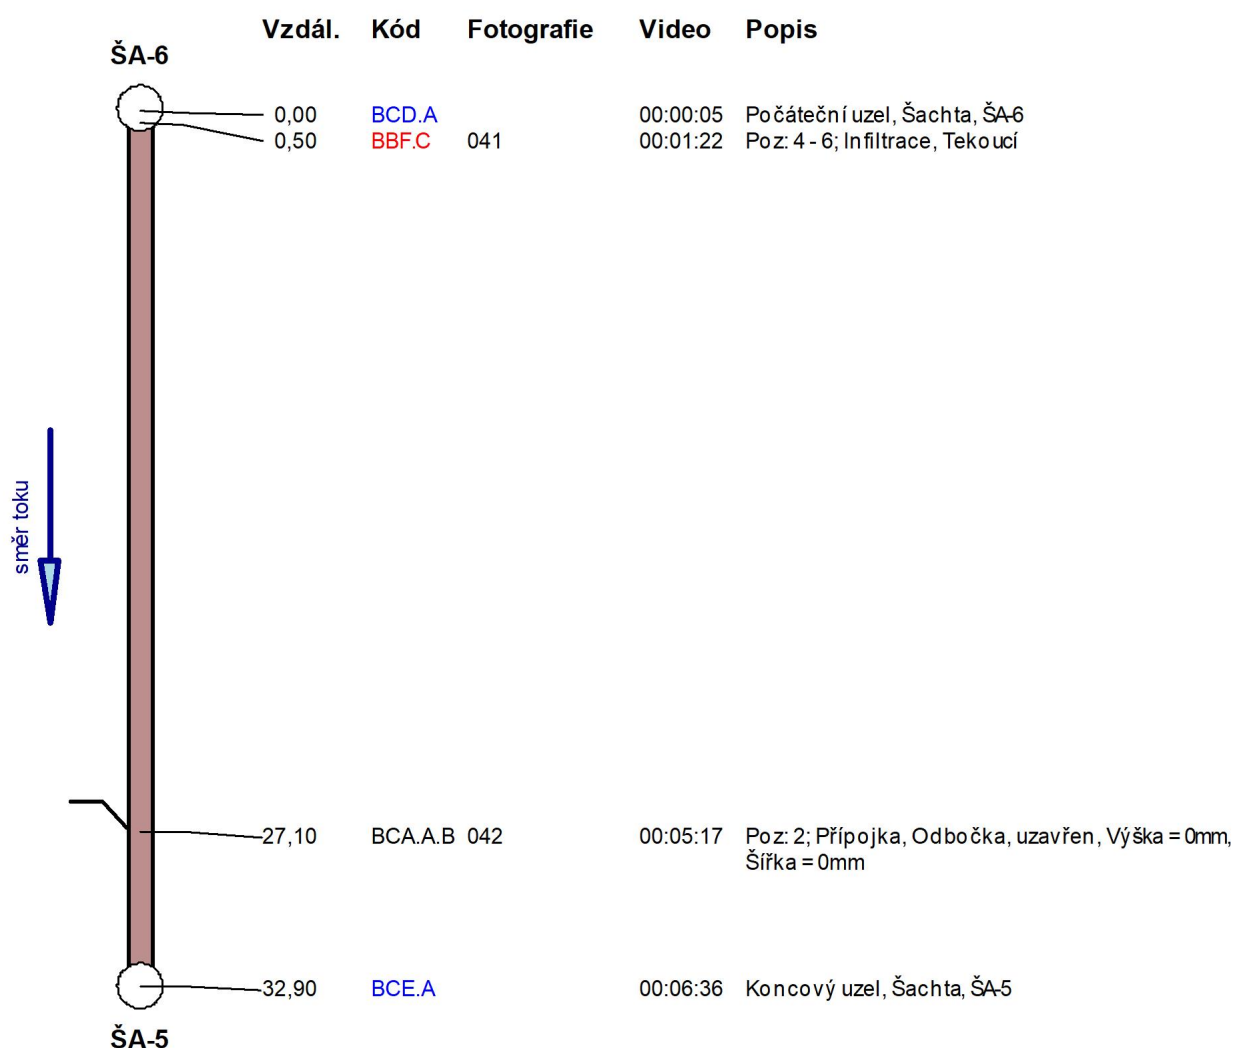 Vzdál. Kód Fotografie Video Popis
ŠA-6
0,00 BCD.A 00:00:05 Počáteční uzel, Šachta, ŠA-6
0,50 BBF.C 041 00:01:22 Poz: 4 - 6; Infiltrace, Tekoucí
směr toku
27,10 BCA.A.B 042 00:05:17 Poz: 2; Přípojka, Odbočka, uzavřen, Výška = 0mm,
Šířka = 0mm
32,90 BCE.A 00:06:36 Koncový uzel, Šachta, ŠA-5
ŠA-5